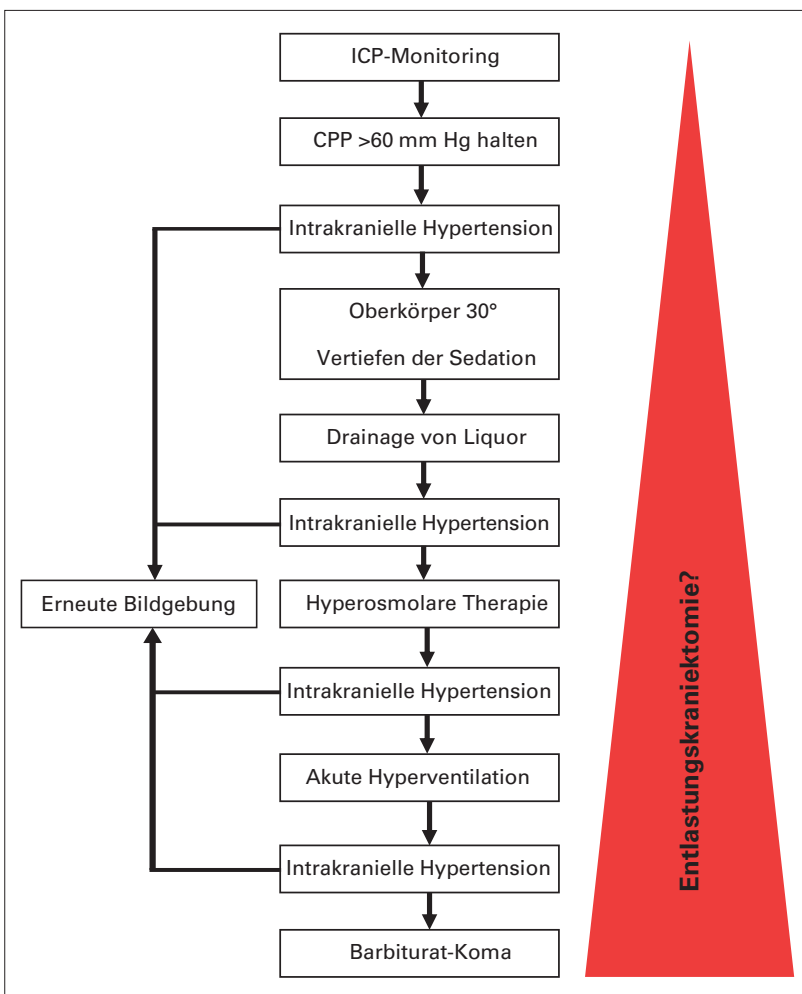 ICP-Monitoring
CPP >60 mm Hg halten
Intrakranielle Hypertension
Oberkörper 30°
Vertiefen der Sedation
Drainage von Liquor
Intrakranielle Hypertension
Erneute Bildgebung
Hyperosmolare Therapie
Intrakranielle Hypertension
Akute Hyperventilation
Intrakranielle Hypertension
Barbiturat-Koma
Entlastungskraniektomie?